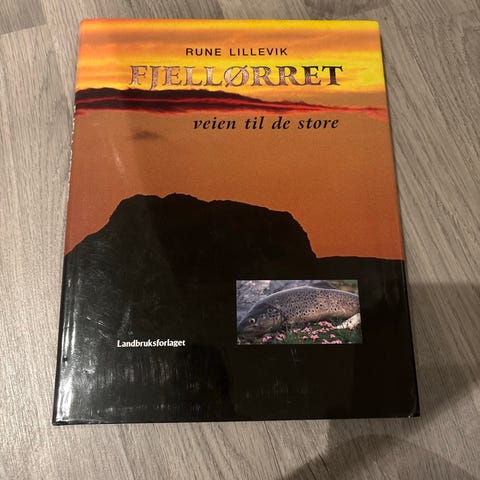 RUNE LILLEVIK
FJELLØRRET
veien til de store
Landbruksforlaget